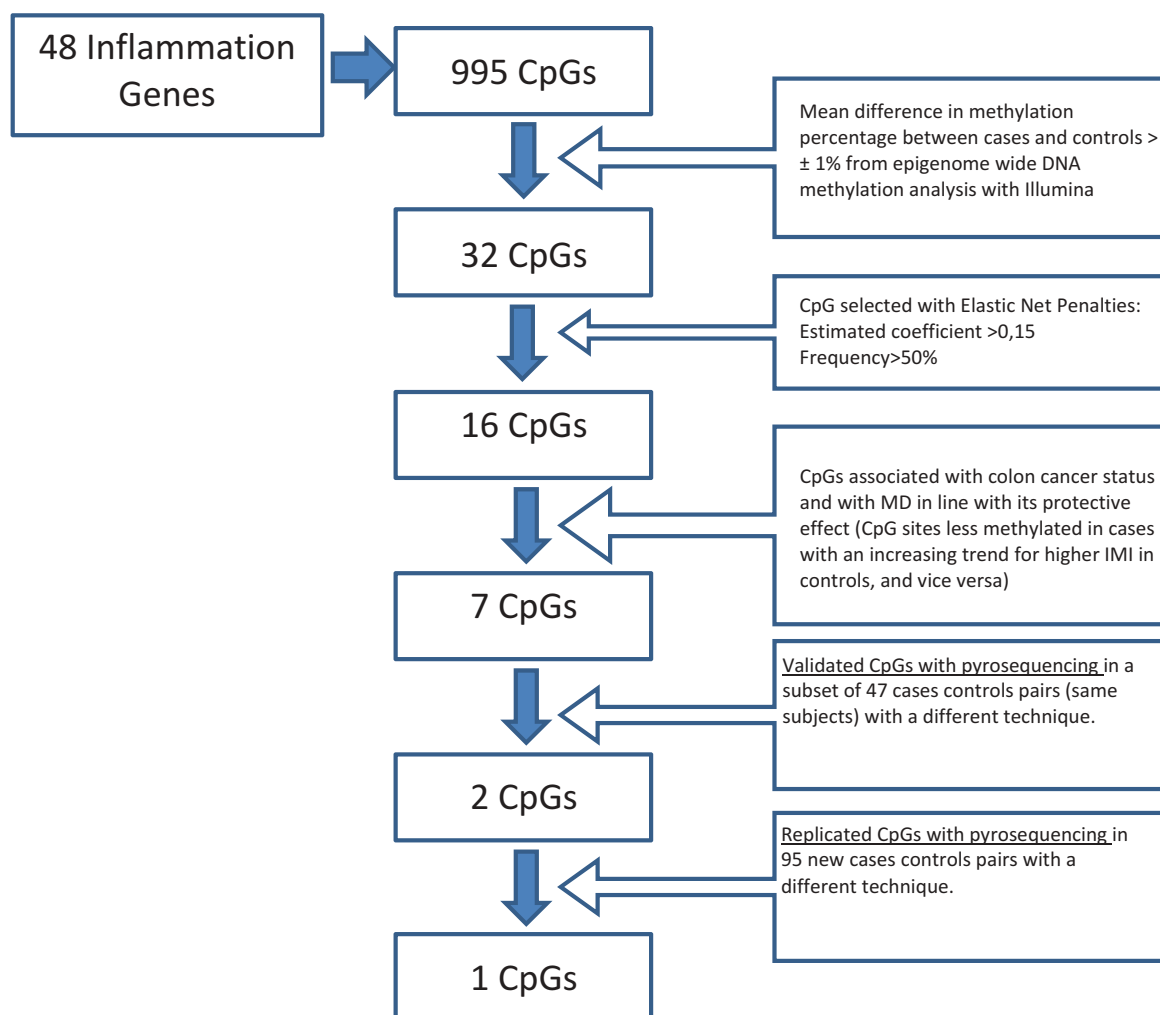 48 Inflammation
Genes
995 CpGs
Mean difference in methylation
percentage between cases and controls >
± 1% from epigenome wide DNA
methylation analysis with Illumina
32 CpGs
CpG selected with Elastic Net Penalties:
Estimated coefficient >0,15
Frequency>50%
16 CpGs
CpGs associated with colon cancer status
and with MD in line with its protective
effect (CpG sites less methylated in cases
with an increasing trend for higher IMI in
controls, and vice versa)
7 CpGs
Validated CpGs with pyrosequencing in a
subset of 47 cases controls pairs (same
subjects) with a different technique.
2 CpGs
Replicated CpGs with pyrosequencing in
95 new cases controls pairs with a
different technique.
1 CpGs